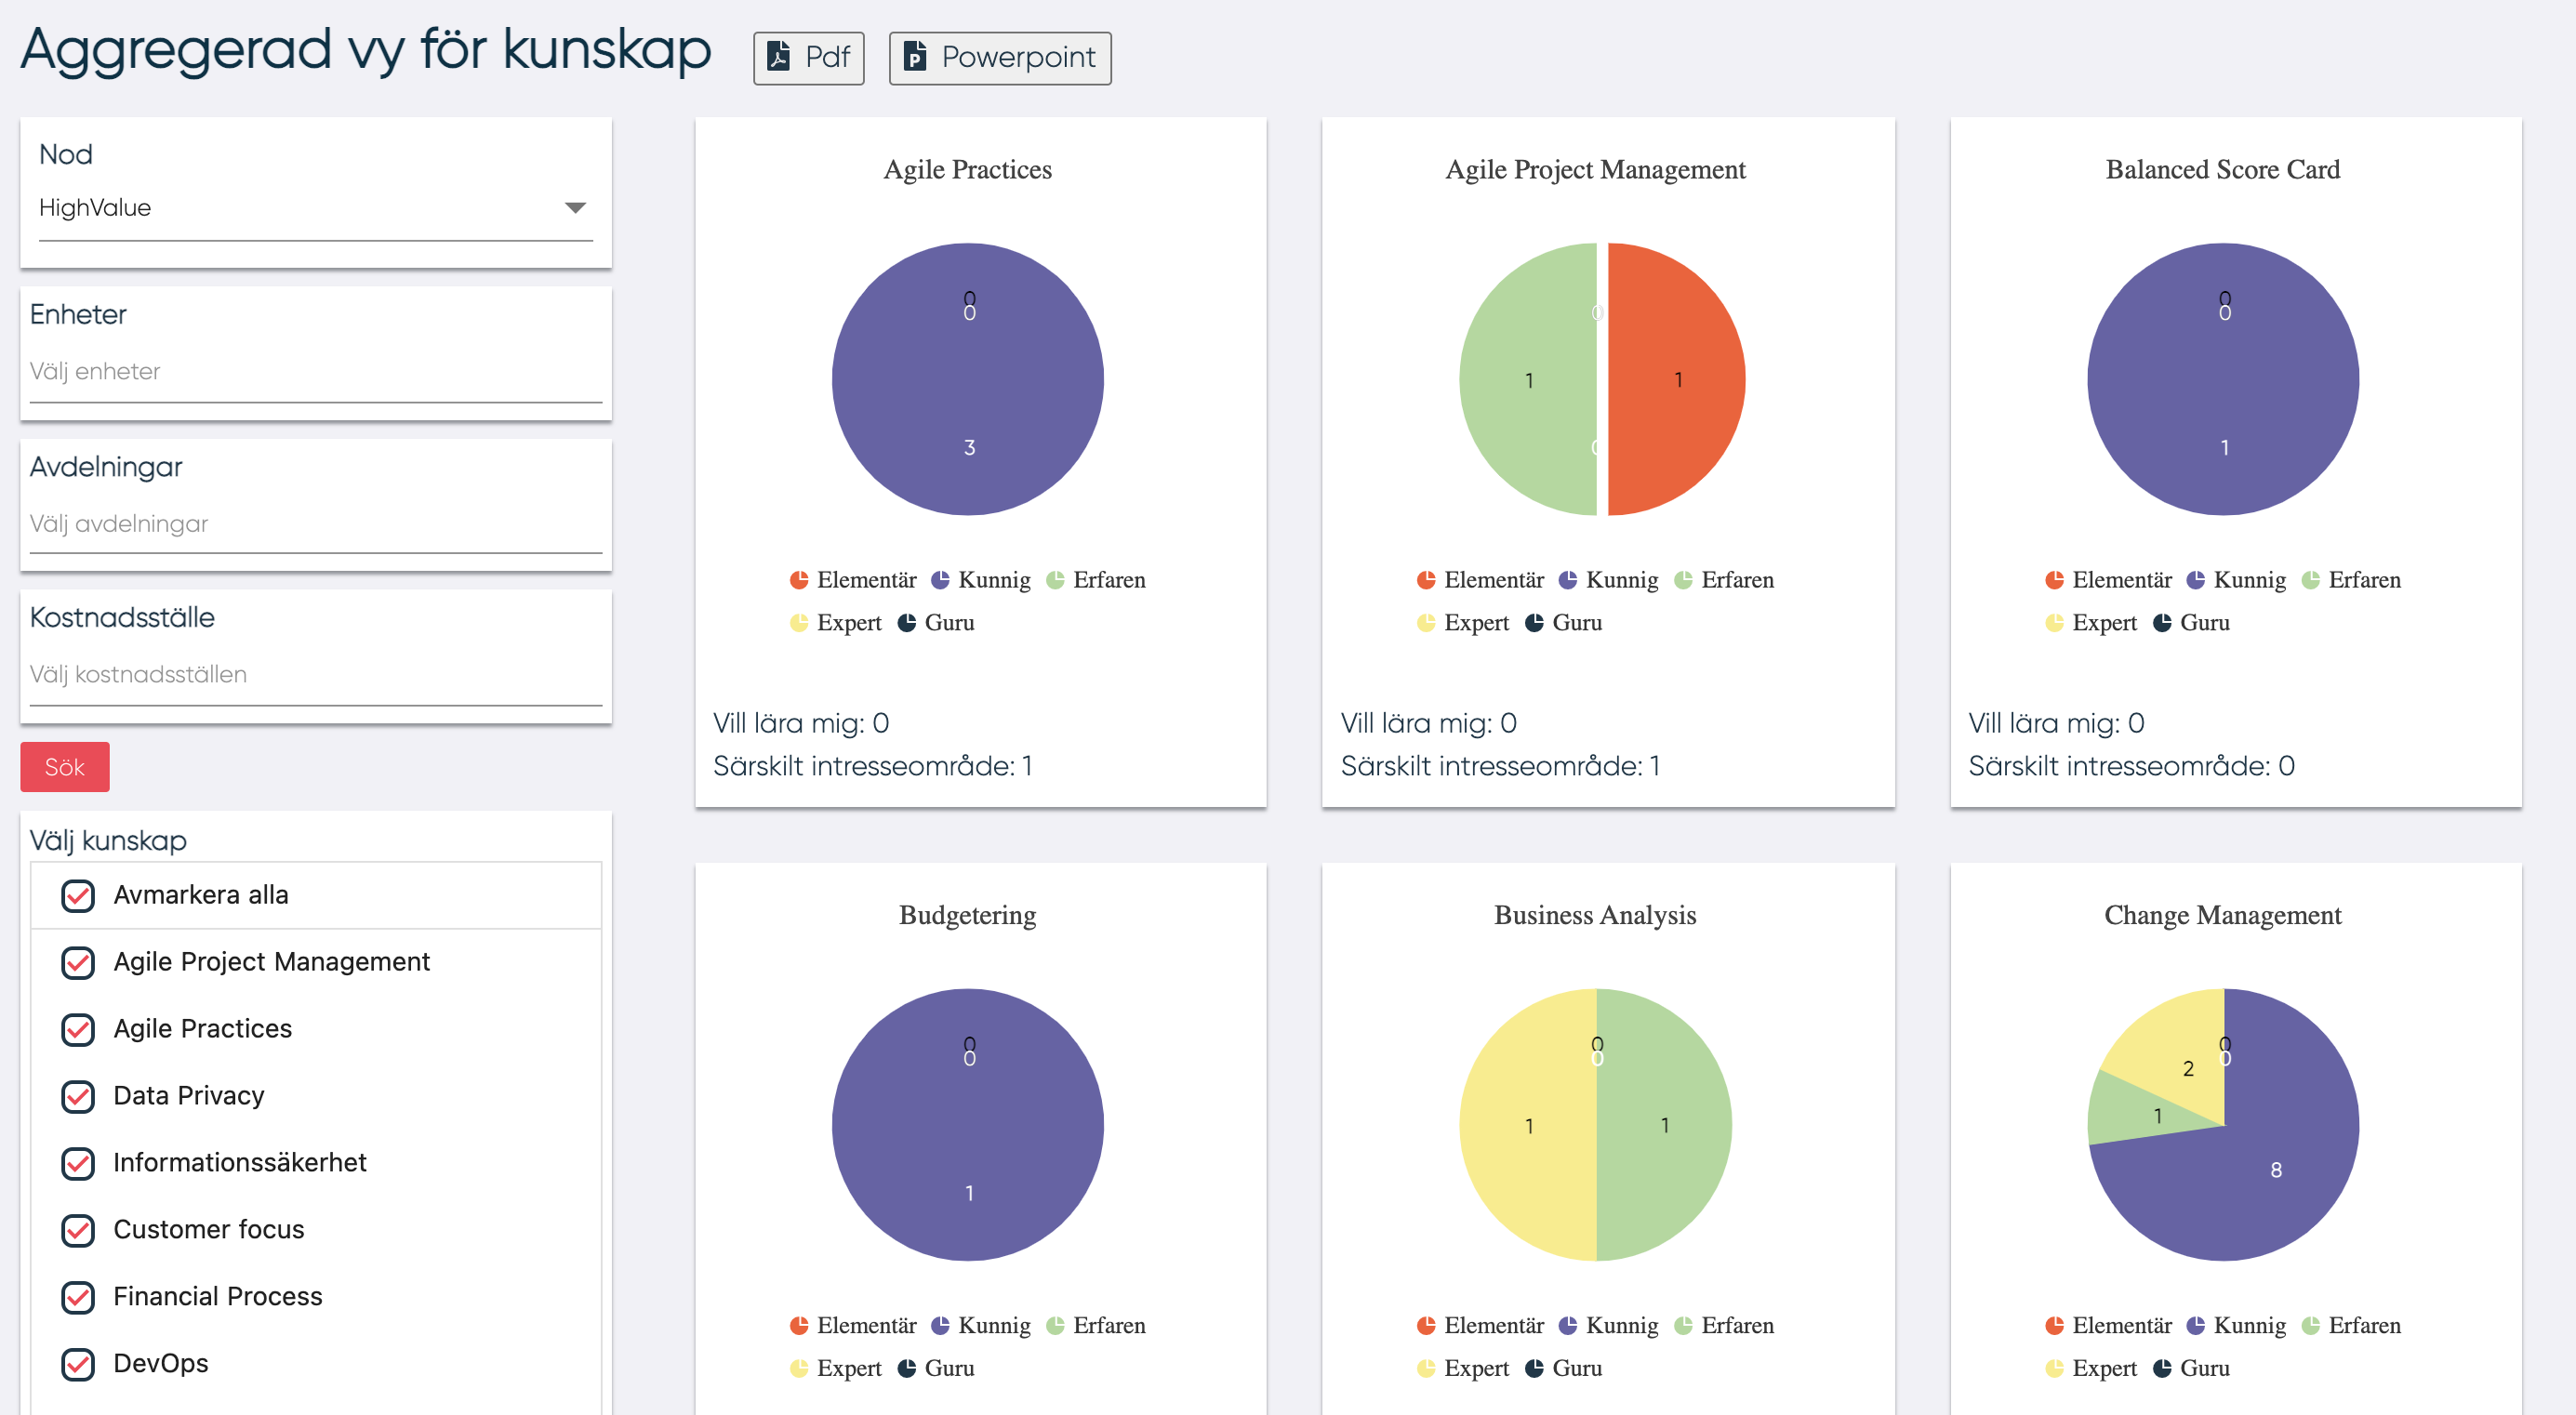 Aggregerad vy för kunskap
Pdf
Powerpoint
Nod
HighValue
Enheter
Välj enheter
Avdelningar
Välj avdelningar
Kostnadsställe
Välj kostnadsställen
Sök
Välj kunskap
Avmarkera alla
Agile Project Management
Agile Practices
Data Privacy
Informationssäkerhet
Customer focus
Financial Process
DevOps
Agile Practices
0
0
3
Elementär Kunnig Erfaren
Expert Guru
Vill lära mig: 0
Särskilt intresseområde: 1
Agile Project Management
0
1
1
0
Elementär Kunnig Erfaren
Expert Guru
Vill lära mig: 0
Särskilt intresseområde: 1
Balanced Score Card
0
0
1
Elementär Kunnig Erfaren
Expert Guru
Vill lära mig: 0
Särskilt intresseområde: 0
Budgetering
0
0
1
Elementär Kunnig Erfaren
Expert Guru
Business Analysis
0
0
1
1
Elementär Kunnig Erfaren
Expert Guru
Change Management
0
0
2
1
8
Elementär Kunnig Erfaren
Expert Guru